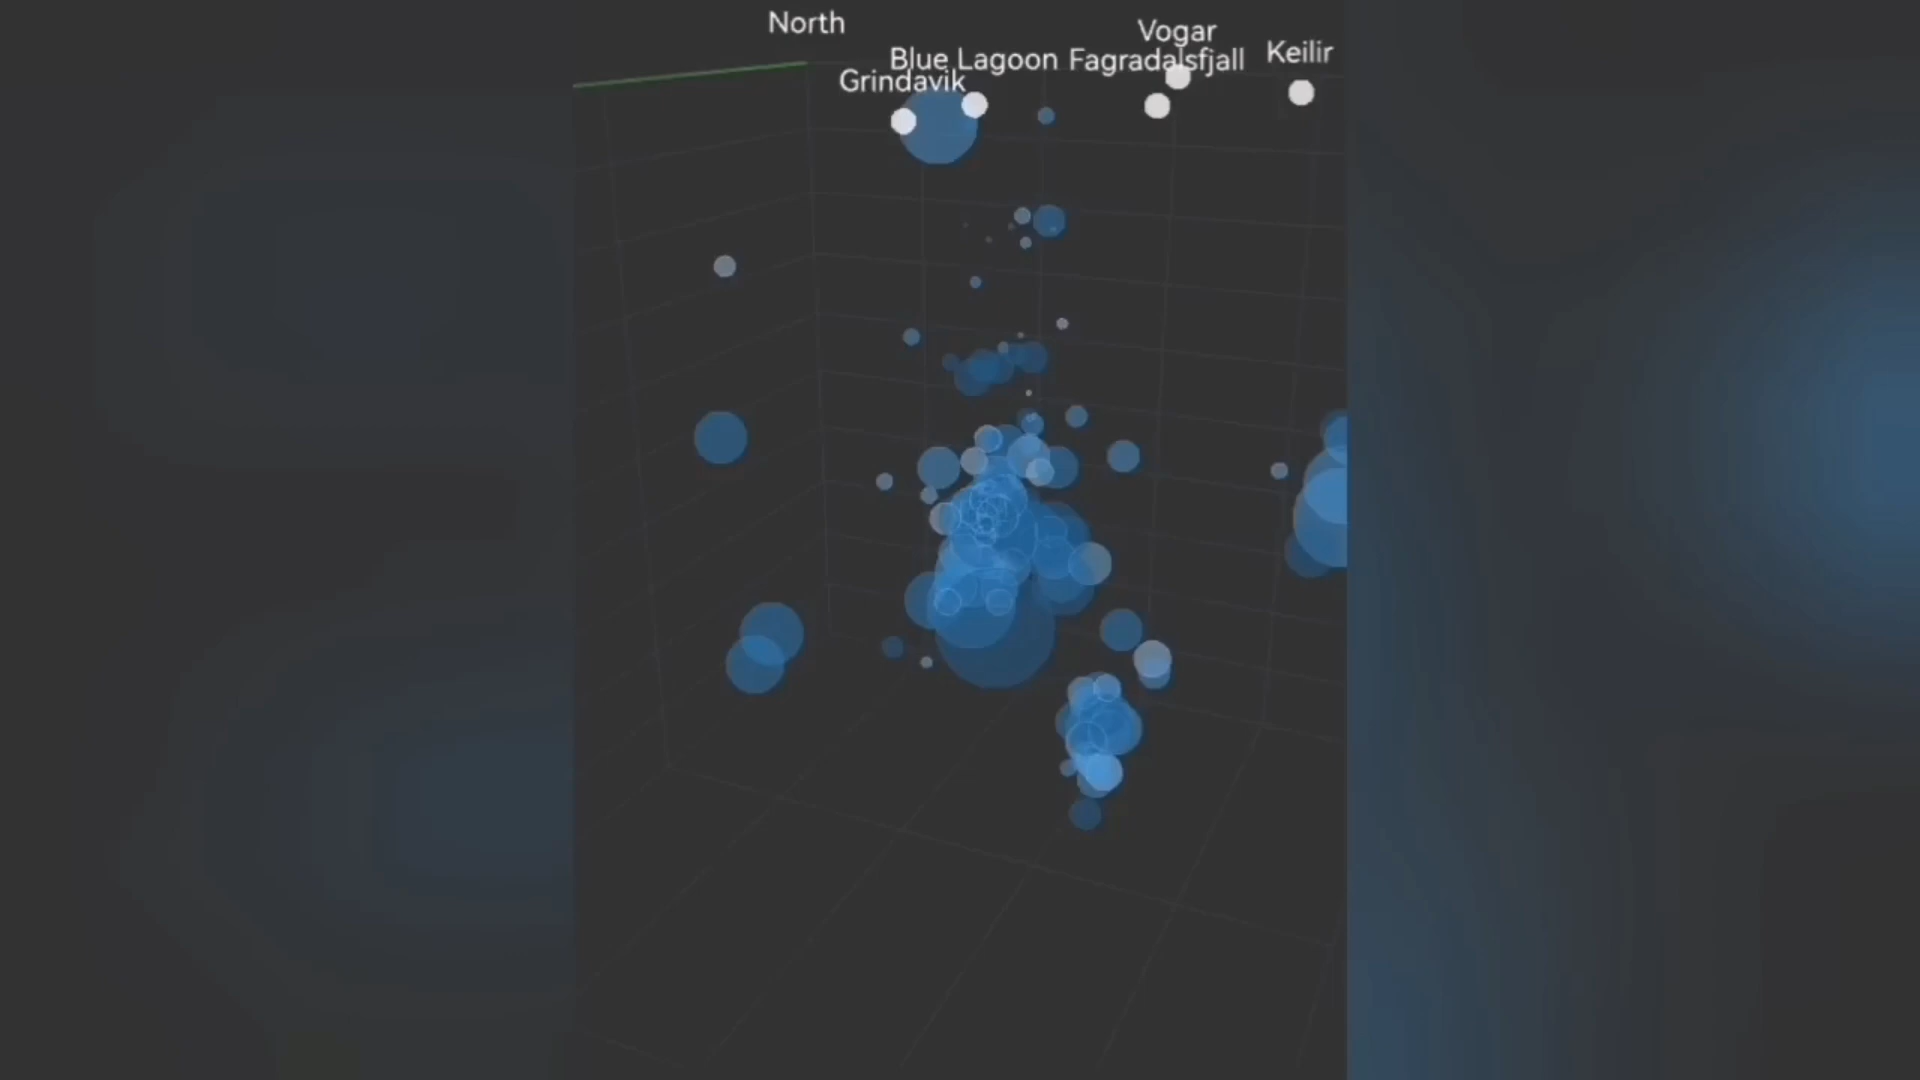 North
Vogar
Blue Lagoon
Fagradalsfjall
Keilir
Grindavik